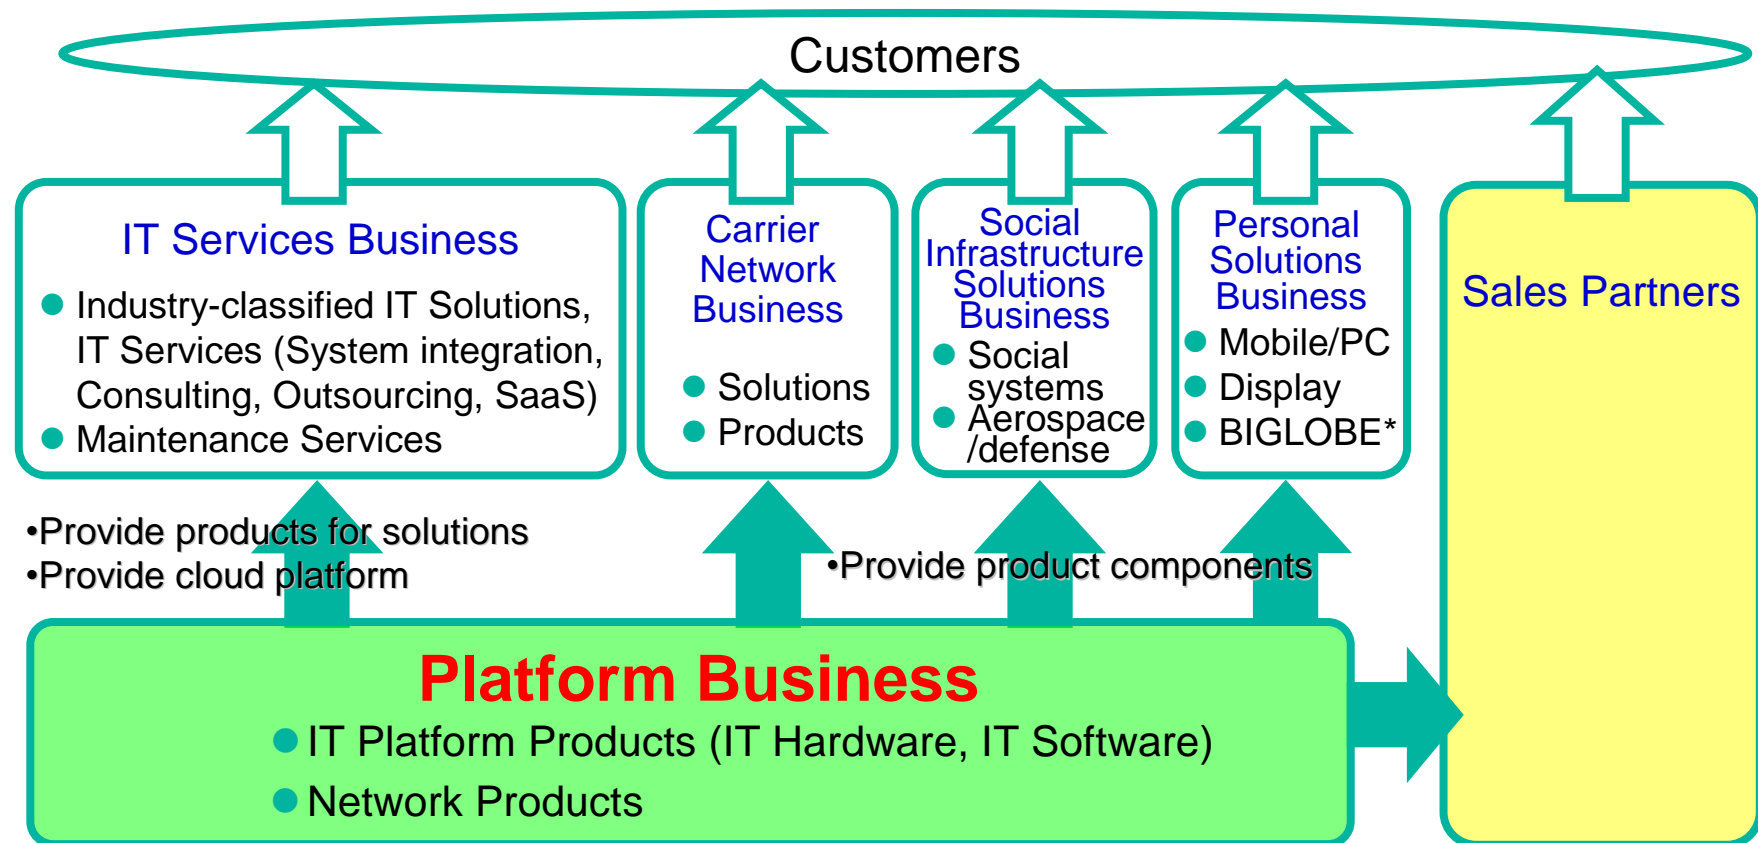 Customers
IT Services Business
● Industry-classified IT Solutions,
IT Services (System integration,
Consulting, Outsourcing, SaaS)
● Maintenance Services
Carrier
Network
Business
● Solutions
● Products
Social
Infrastructure
Solutions
Business
● Social
systems
● Aerospace
/defense
Personal
Solutions
Business
● Mobile/PC
● Display
● BIGLOBE*
Sales Partners
•Provide products for solutions
•Provide cloud platform
•Provide product components
Platform Business
● IT Platform Products (IT Hardware, IT Software)
● Network Products